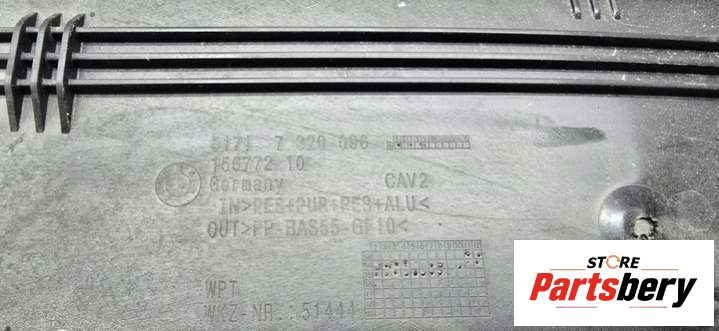 5171 7 320 096
156772 10
Germany
CAV2
IN>PES+PUR+PES+ALU<
OUT>PP-BAS55-GF10<
WPT
WKZ-NR. 51444
STORE
Partsbery